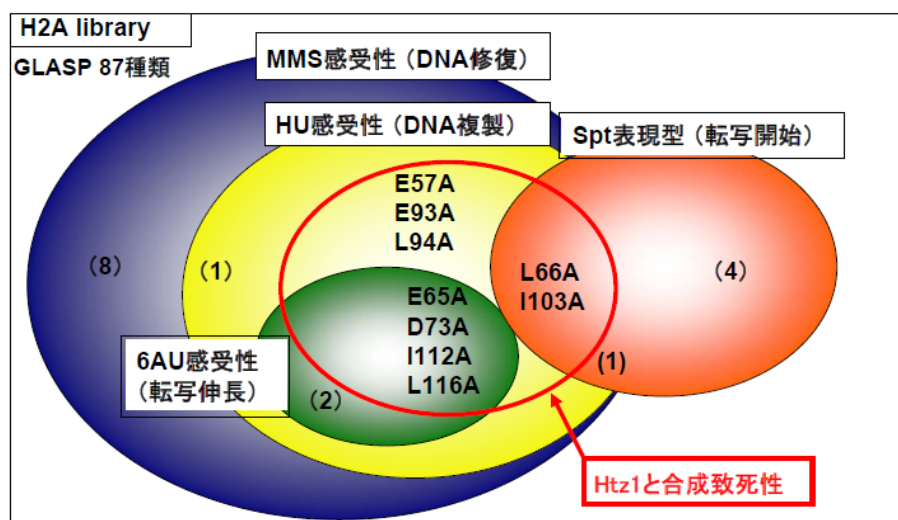 H2A library
GLASP 87種類
MMS感受性（DNA修復）
HU感受性（DNA複製）
Spt表現型（転写開始）
E57A
E93A
L94A
（8）
（1）
L66A
I103A
（4）
E65A
D73A
I112A
L116A
6AU感受性
（転写伸長）
（2）
(1)
Htz1と合成致死性